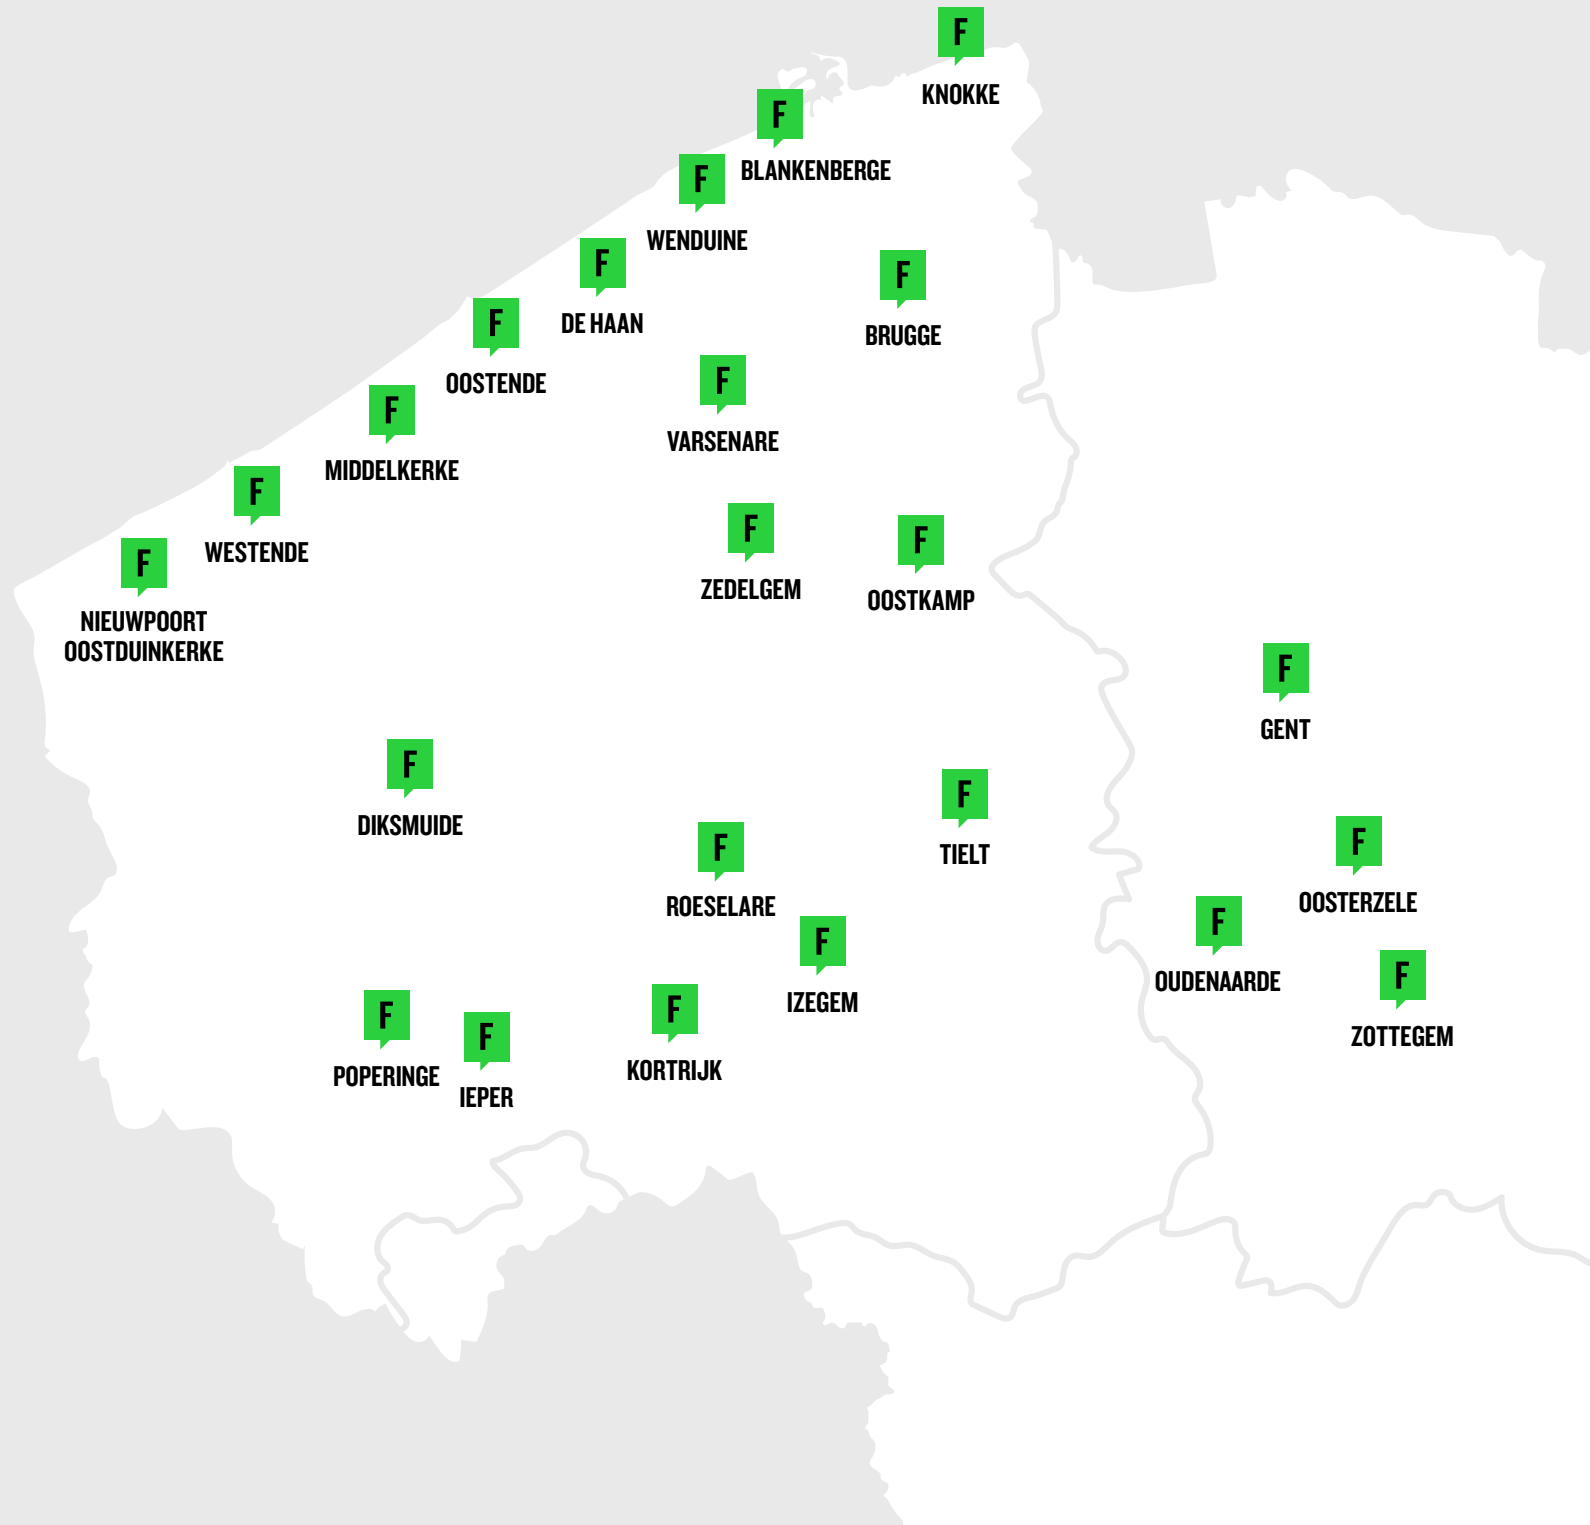 F
KNOKKE
F
BLANKENBERGE
F
WENDUINE
F
DE HAAN
F
BRUGGE
F
OOSTENDE
F
VARSENARE
F
MIDDELKERKE
F
WESTENDE
F
ZEDELGEM
F
OOSTKAMP
F
NIEUWPOORT
OOSTDUINKERKE
F
GENT
F
DIKSMUIDE
F
TIELT
F
ROESELARE
F
OOSTERZELE
F
OUDENAARDE
F
IZEGEM
F
ZOTTEGEM
F
KORTRIJK
F
POPERINGE
F
IEPER